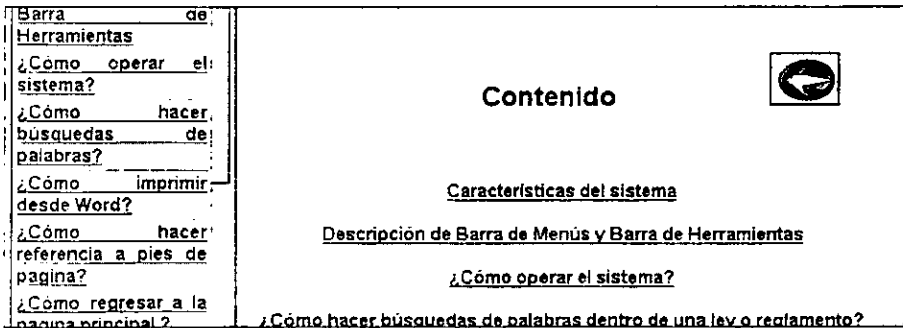 Barra de
Herramientas
¿Cómo operar el
sistema?
¿Cómo hacer
búsquedas de
palabras?
¿Cómo imprimir
desde Word?
¿Cómo hacer
referencia a pies de
pagina?
¿Cómo regresar a la
pagina principal ?
Contenido
Características del sistema
Descripción de Barra de Menús y Barra de Herramientas
¿Cómo operar el sistema?
¿Cómo hacer búsquedas de palabras dentro de una ley o reglamento?